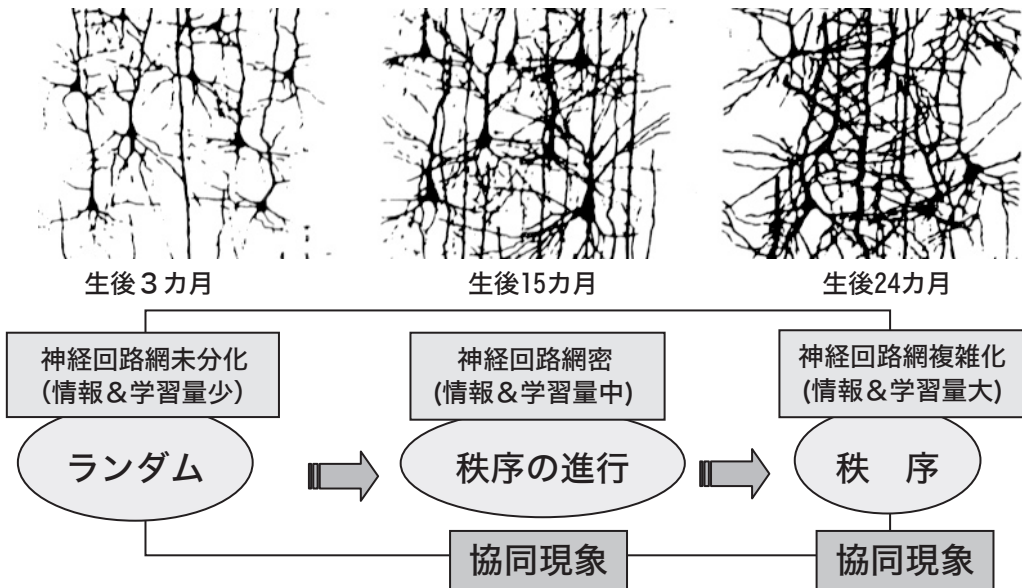 生後３カ月
生後15カ月
生後24カ月
神経回路網未分化
（情報＆学習量少）
神経回路網密
(情報＆学習量中)
神経回路網複雑化
(情報＆学習量大)
ランダム
秩序の進行
秩　序
協同現象
協同現象